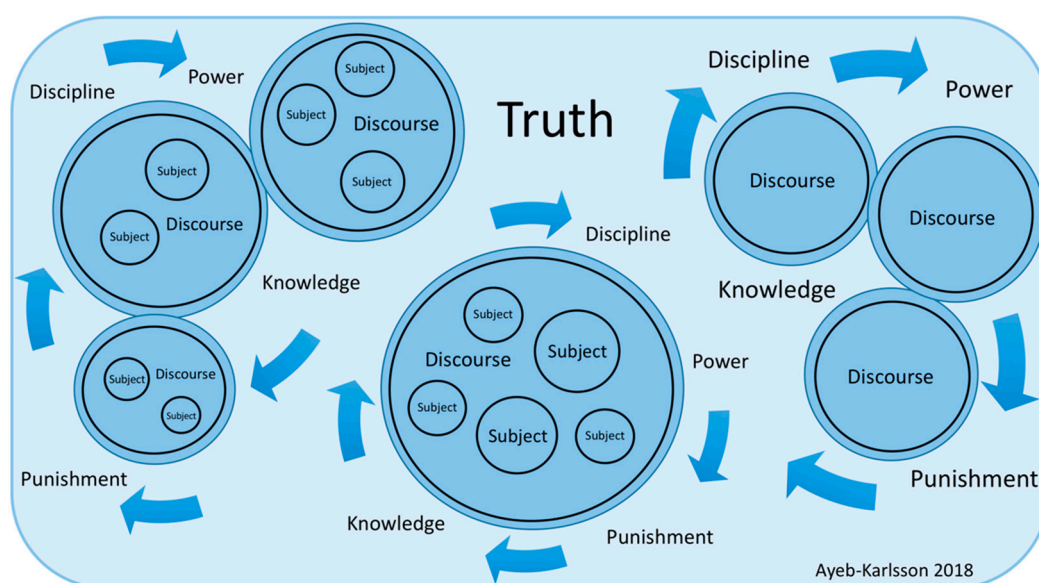 Truth
Discipline
Power
Subject
Subject
Discourse
Subject
Subject
Discourse
Subject
Knowledge
Subject
Discourse
Subject
Punishment
Discipline
Subject
Discourse
Subject
Subject
Subject
Subject
Power
Knowledge
Punishment
Discipline
Power
Discourse
Discourse
Knowledge
Discourse
Punishment
Ayeb-Karlsson 2018